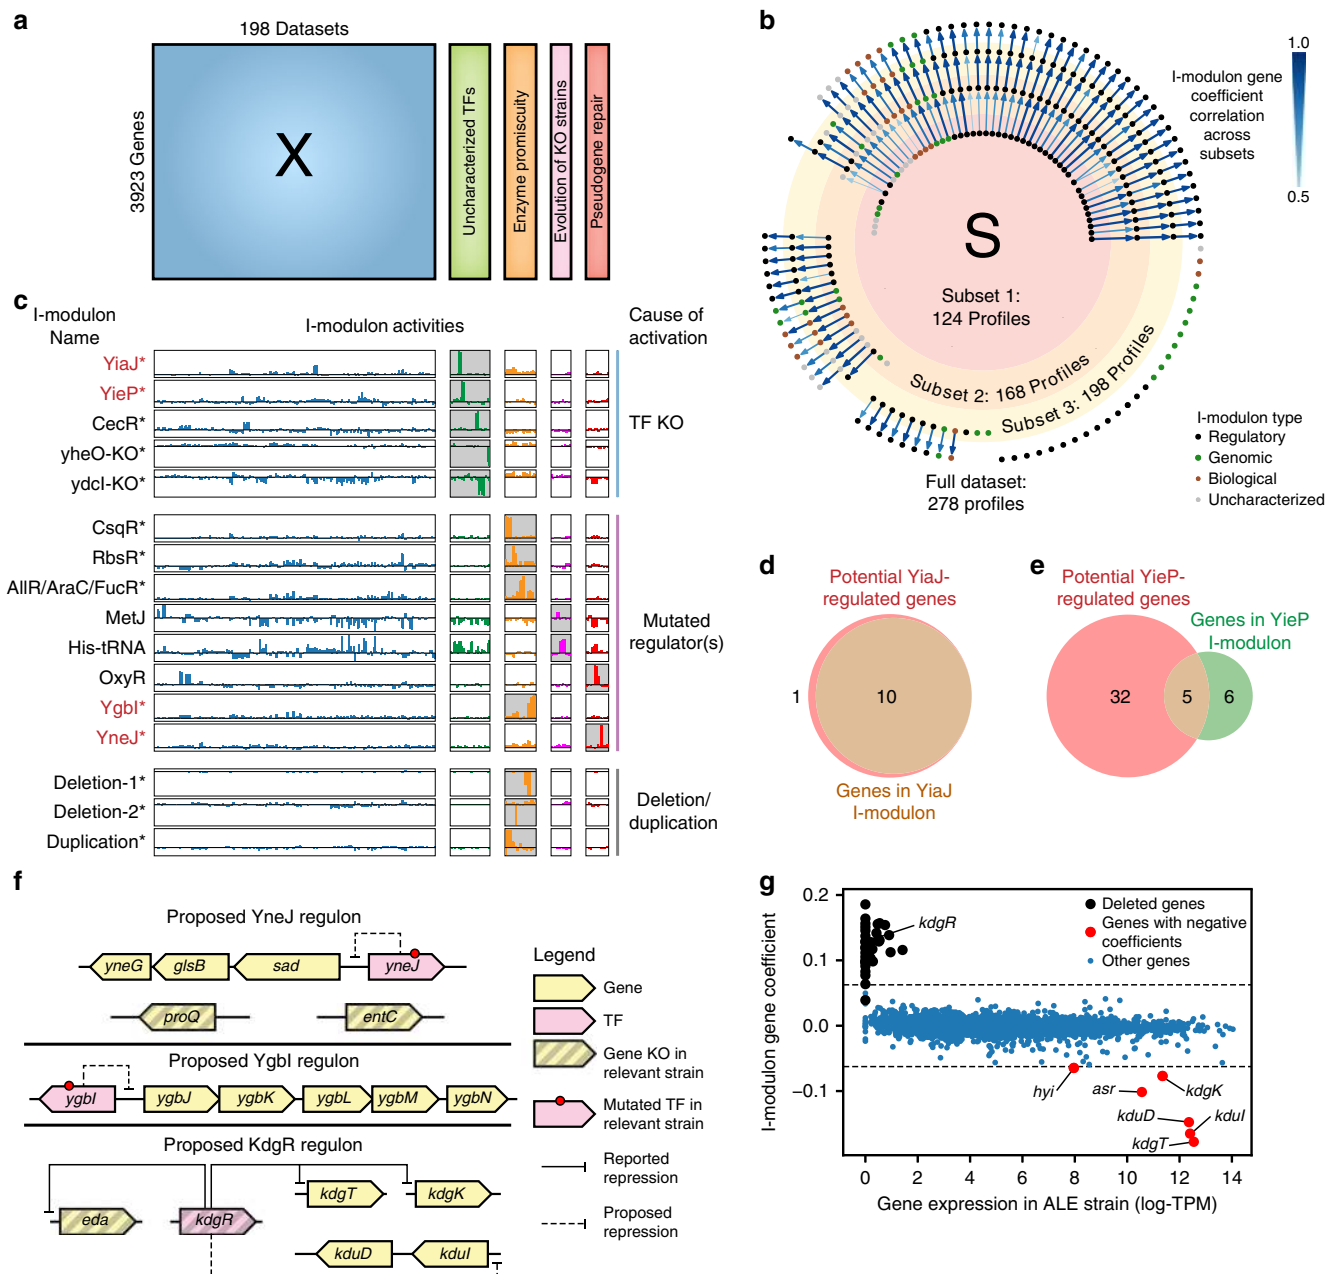 a
198 Datasets
3923 Genes
X
Uncharacterized TFs
Enzyme promiscuity
Evolution of KO strains
Pseudogene repair
b
S
Subset 1:
124 Profiles
Subset 2: 168 Profiles
Subset 3: 198 Profiles
Full dataset:
278 profiles
1.0
I-modulon gene
coefficient
correlation
across
subsets
0.5
I-modulon type
Regulatory
Genomic
Biological
Uncharacterized
c
I-modulon
Name
I-modulon activities
Cause of
activation
YiaJ*
YieP*
CecR*
yheO-KO*
ydcI-KO*
TF KO
CsqR*
RbsR*
AllR/AraC/FucR*
MetJ
His-tRNA
OxyR
YgbI*
YneJ*
Mutated
regulator(s)
Deletion-1*
Deletion-2*
Duplication*
Deletion/
duplication
d
Potential YiaJ-
regulated genes
1
10
Genes in YiaJ
I-modulon
e
Potential YieP-
regulated genes
Genes in YieP
I-modulon
32
5
6
f
Proposed YneJ regulon
yneG
glsB
sad
yneJ
proQ
entC
Proposed YgbI regulon
ygbI
ygbJ
ygbK
ygbL
ygbM
ygbN
Proposed KdgR regulon
kdgT
kdgK
eda
kdgR
kduD
kduI
Legend
Gene
TF
Gene KO in
relevant strain
Mutated TF in
relevant strain
Reported
repression
Proposed
repression
g
I-modulon gene coefficient
0.2
0.1
0.0
−0.1
kdgR
Deleted genes
Genes with negative
coefficients
Other genes
hyi
asr
kdgK
kduD
kduI
kdgT
0
2
4
6
8
10
12
14
Gene expression in ALE strain (log-TPM)